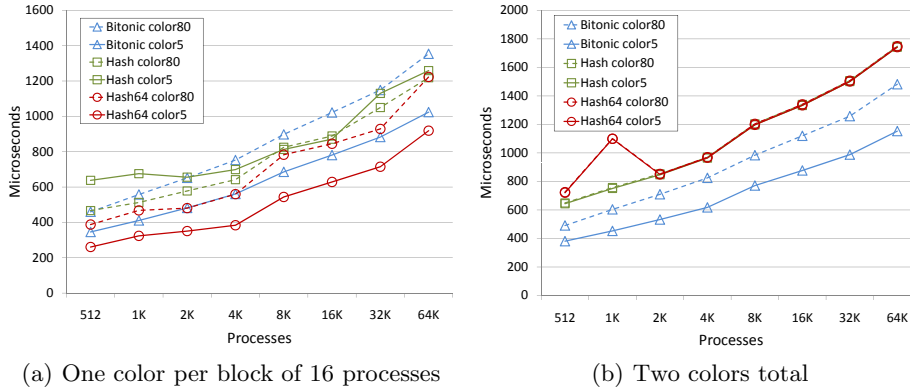 1600
1400
1200
1000
800
600
400
200
0
Microseconds
Bitonic color80
Bitonic color5
Hash color80
Hash color5
Hash64 color80
Hash64 color5
512 1K 2K 4K 8K 16K 32K 64K
Processes
(a) One color per block of 16 processes
2000
1800
1600
1400
1200
1000
800
600
400
200
0
Microseconds
Bitonic color80
Bitonic color5
Hash color80
Hash color5
Hash64 color80
Hash64 color5
512 1K 2K 4K 8K 16K 32K 64K
Processes
(b) Two colors total